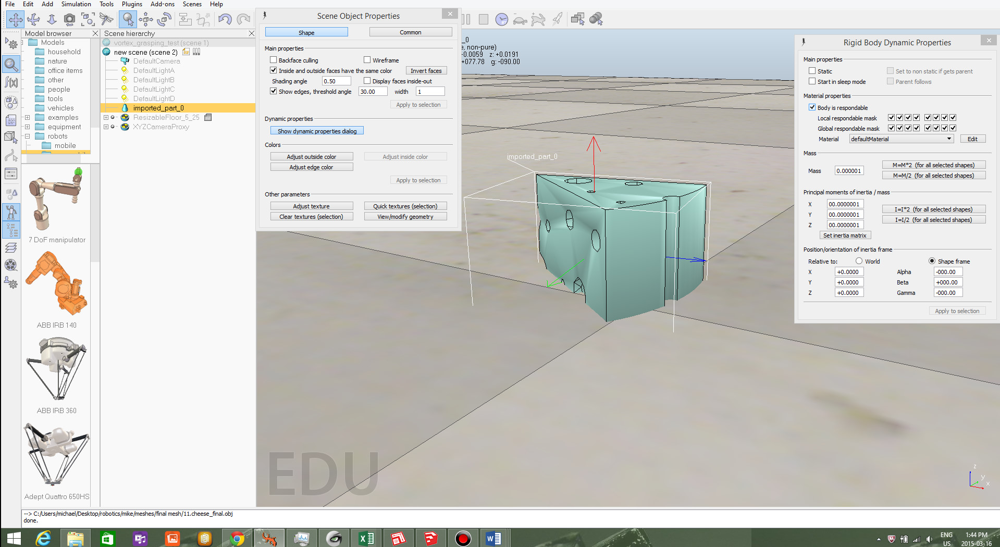 File Edit Add Simulation Tools Plugins Add-ons Scenes Help
Model browser
Models
household
nature
office items
other
people
tools
vehicles
examples
equipment
robots
mobile
7 DoF manipulator
ABB IRB 140
ABB IRB 360
Adept Quattro 650HS
Scene hierarchy
vortex_grasping_test (scene 1)
new scene (scene 2)
DefaultCamera
DefaultLightA
DefaultLightB
DefaultLightC
DefaultLightD
imported_part_0
ResizableFloor_5_25
XYZCameraProxy
Scene Object Properties
Shape Common
Main properties
Backface culling Wireframe
Inside and outside faces have the same color Invert faces
Shading angle 0.50 Display faces inside-out
Show edges, threshold angle 30.00 width 1
Apply to selection
Dynamic properties
Show dynamic properties dialog
Colors
Adjust outside color Adjust inside color
Adjust edge color
Apply to selection
Other parameters
Adjust texture Quick textures (selection)
Clear textures (selection) View/modify geometry
_0
, non-pure)
-0.0059 z: +0.0191
+077.78 g: -090.00
imported_part_0
EDU
z
y
x
Rigid Body Dynamic Properties
Main properties
Static Set to non static if gets parent
Start in sleep mode Parent follows
Material properties
Body is respondable
Local respondable mask
Global respondable mask
Material defaultMaterial Edit
Mass
Mass 0.000001 M=M*2 (for all selected shapes)
M=M/2 (for all selected shapes)
Principal moments of inertia / mass
X 00.0000001 I=I*2 (for all selected shapes)
Y 00.0000001 I=I/2 (for all selected shapes)
Z 00.0000001
Set inertia matrix
Position/orientation of inertia frame
Relative to: World Shape frame
X +0.0000 Alpha -000.00
Y +0.0000 Beta +000.00
Z +0.0000 Gamma -000.00
Apply to selection
--> C:/Users/michael/Desktop/robotics/mike/meshes/final mesh/11.cheese_final.obj
done.
ENG 1:44 PM
US 2015-03-16